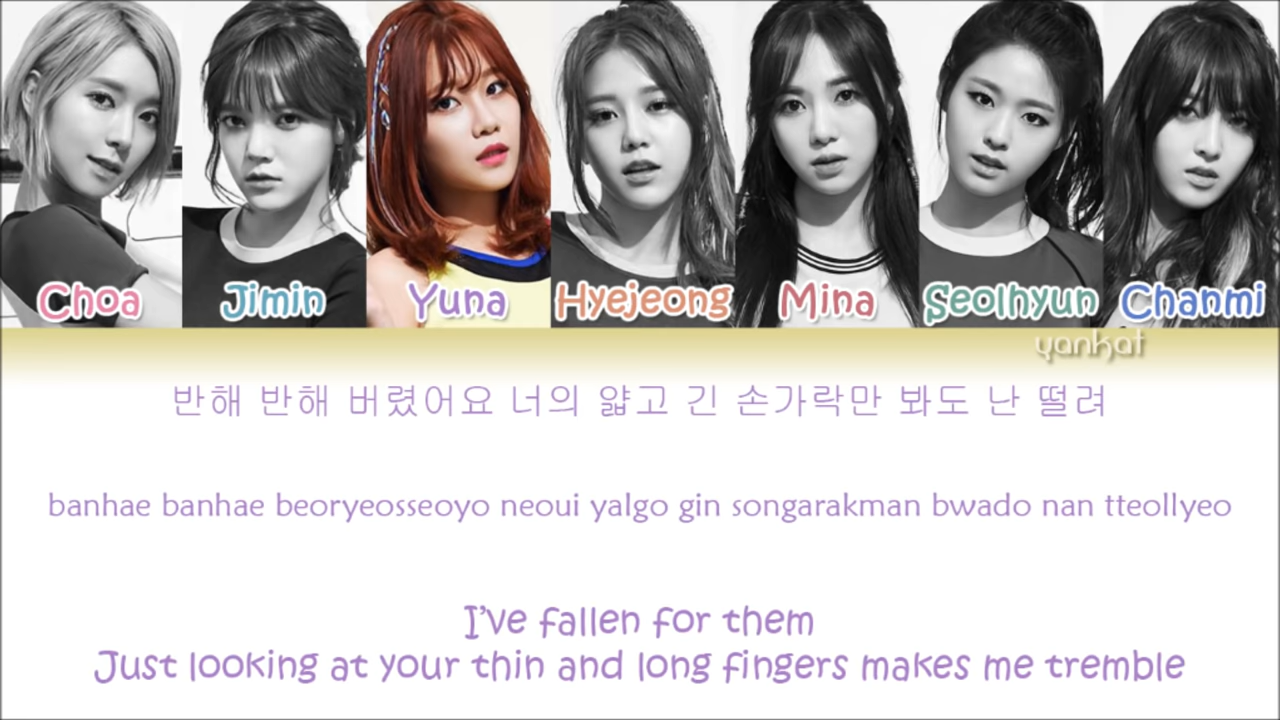 Choa Jimin Yuna Hyejeong Mina Seolhyun Chanmi
yankat
반해 반해 버렸어요 너의 얇고 긴 손가락만 봐도 난 떨려
banhae banhae beoryeosseoyo neoui yalgo gin songarakman bwado nan tteollyeo
I've fallen for them
Just looking at your thin and long fingers makes me tremble